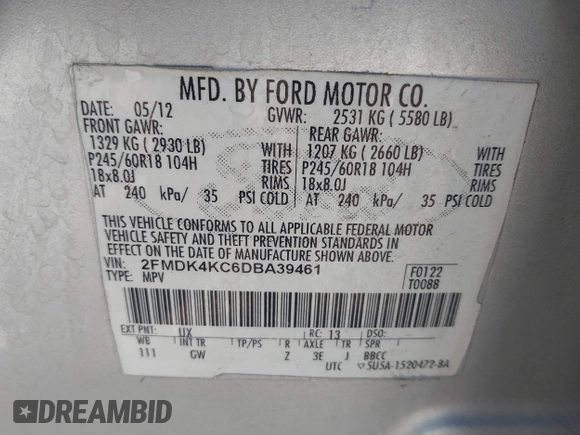 MFD. BY FORD MOTOR CO.
DATE: 05/12 GVWR: 2531 KG ( 5580 LB)
FRONT GAWR: REAR GAWR:
1329 KG ( 2930 LB) WITH 1207 KG ( 2660 LB) WITH
P245/60R18 104H TIRES P245/60R18 104H TIRES
18x8.0J RIMS 18x8.0J RIMS
AT 240 kPa/ 35 PSI COLD AT 240 kPa/ 35 PSI COLD
THIS VEHICLE CONFORMS TO ALL APPLICABLE FEDERAL MOTOR
VEHICLE SAFETY AND THEFT PREVENTION STANDARDS IN
EFFECT ON THE DATE OF MANUFACTURE SHOWN ABOVE.
VIN: 2FMDK4KC6DBA39461 F0122
TYPE: MPV T0088
EXT PNT: UX RC: 13 DSO:
WB INT TR TP/PS R AXLE TR SPR
111 GW Z 3E J BBCC
UTC ▽5U5A-1520472-BA
DREAMBID